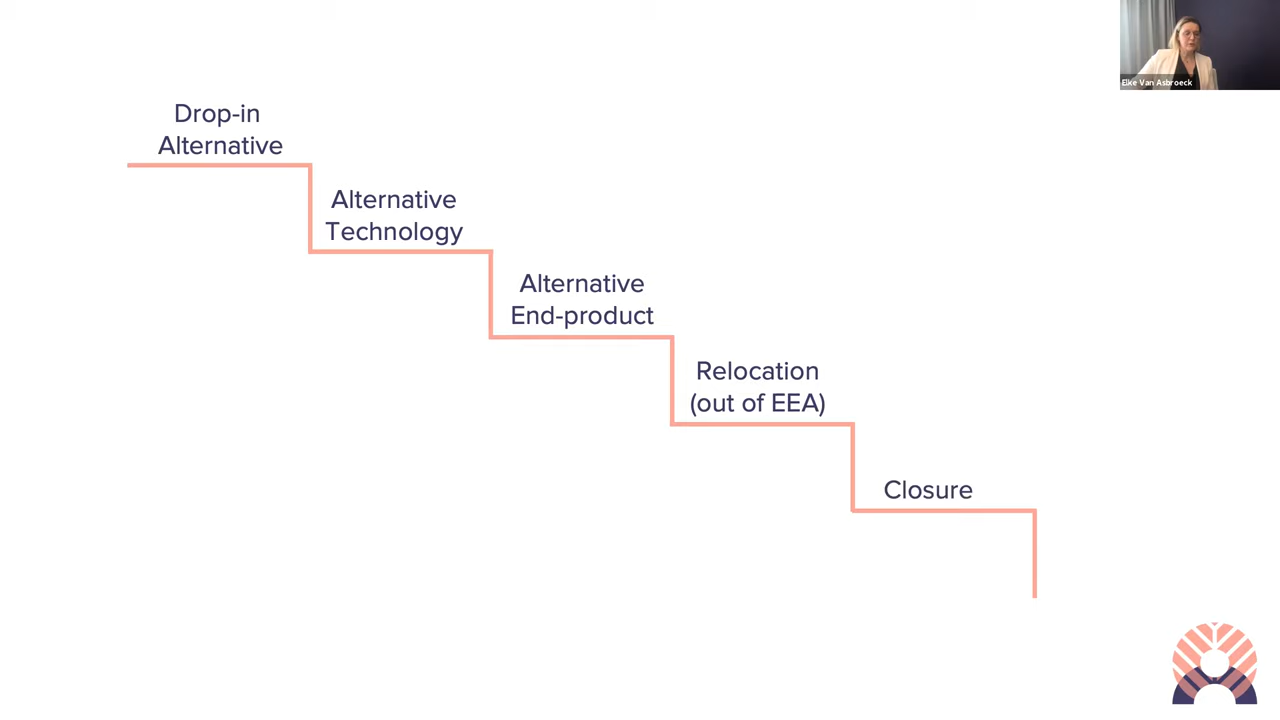 Elke Van Asbroeck
Drop-in
Alternative
Alternative
Technology
Alternative
End-product
Relocation
(out of EEA)
Closure